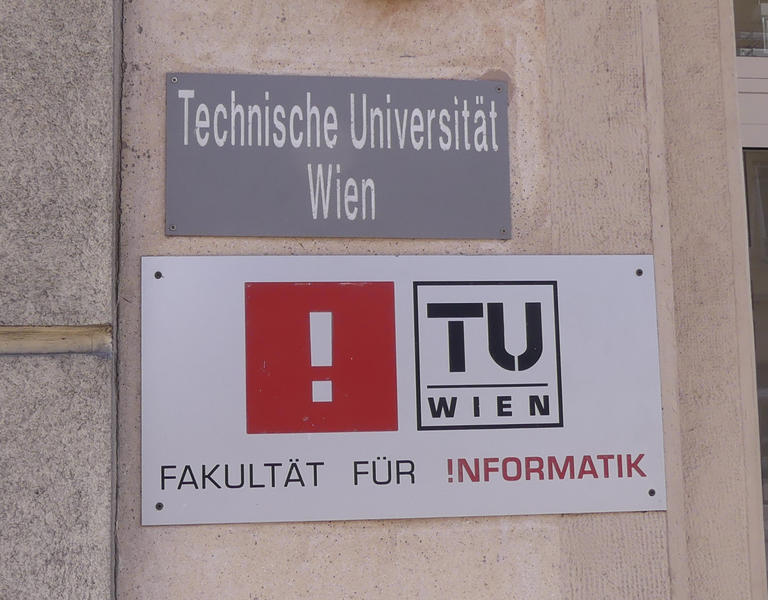 Technische Universität
Wien
!
TU
WIEN
FAKULTÄT FÜR !NFORMATIK